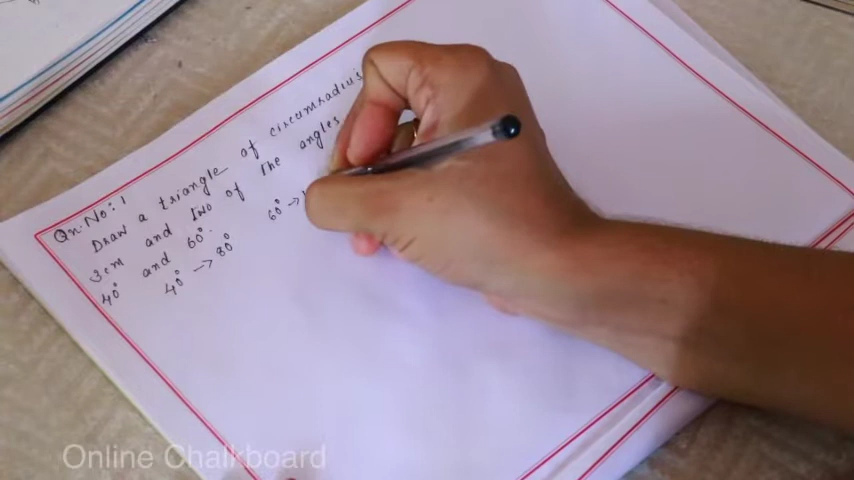 Qn.No:1
Draw a triangle of circumradius
3cm and two of the angles
40° and 60°.
40° → 80° 60° →
Online Chalkboard